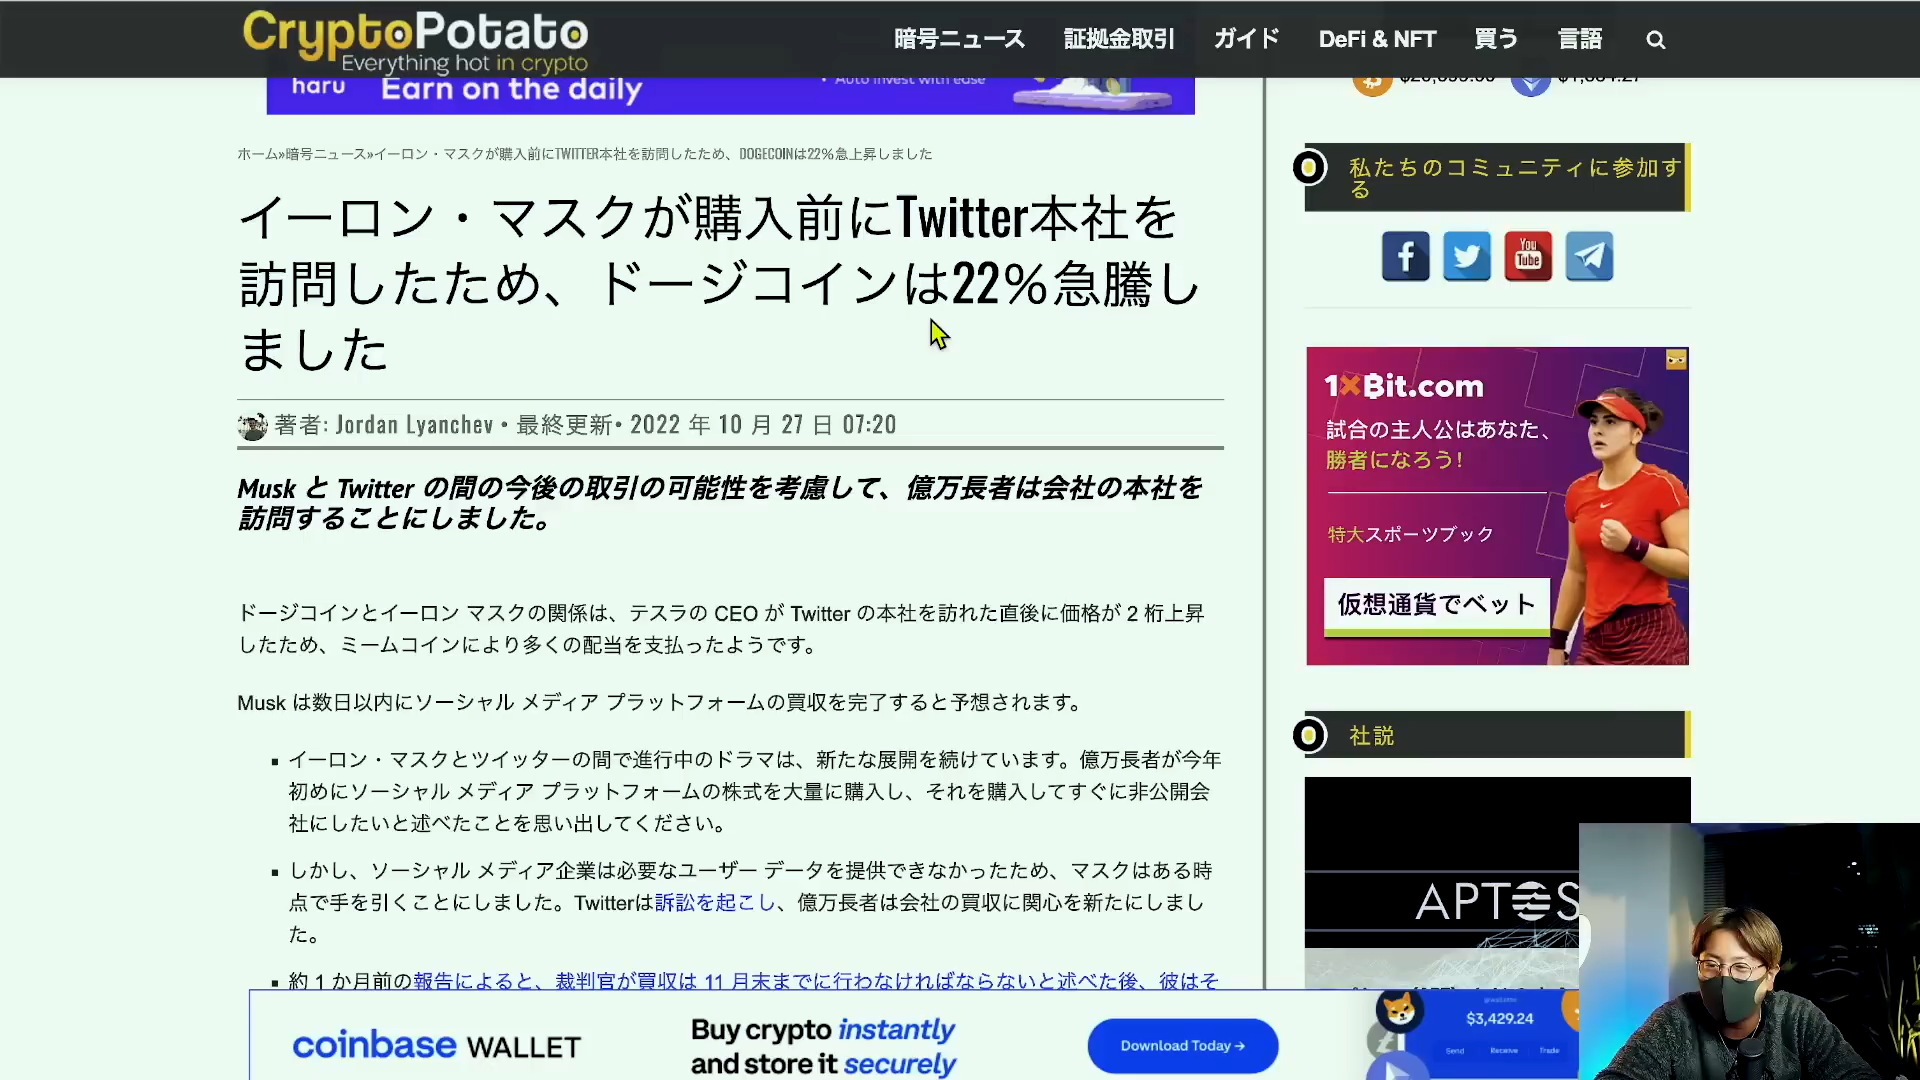 CryptoPotato
Everything hot in crypto
暗号ニュース 証拠金取引 ガイド DeFi & NFT 買う 言語
haru Earn on the daily
• Auto invest with ease
ホーム»暗号ニュース»イーロン・マスクが購入前にTWITTER本社を訪問したため、DOGECOINは22%急上昇しました
イーロン・マスクが購入前にTwitter本社を
訪問したため、ドージコインは22%急騰し
ました
著者: Jordan Lyanchev • 最終更新• 2022 年 10 月 27 日 07:20
Musk と Twitter の間の今後の取引の可能性を考慮して、億万長者は会社の本社を
訪問することにしました。
ドージコインとイーロン マスクの関係は、テスラの CEO が Twitter の本社を訪れた直後に価格が 2 桁上昇
したため、ミームコインにより多くの配当を支払ったようです。
Musk は数日以内にソーシャル メディア プラットフォームの買収を完了すると予想されます。
▪ イーロン・マスクとツイッターの間で進行中のドラマは、新たな展開を続けています。億万長者が今年
初めにソーシャル メディア プラットフォームの株式を大量に購入し、それを購入してすぐに非公開会
社にしたいと述べたことを思い出してください。
▪ しかし、ソーシャル メディア企業は必要なユーザー データを提供できなかったため、マスクはある時
点で手を引くことにしました。Twitterは訴訟を起こし、億万長者は会社の買収に関心を新たにしまし
た。
▪ 約 1 か月前の報告によると、裁判官が買収は 11 月末までに行わなければならないと述べた後、彼はそ
私たちのコミュニティに参加す
る
You
Tube
1XBit.com
試合の主人公はあなた、
勝者になろう!
特大スポーツブック
仮想通貨でベット
社説
APTOS
coinbase WALLET
Buy crypto instantly
and store it securely
Download Today →
$3,429.24
Send Receive Trade